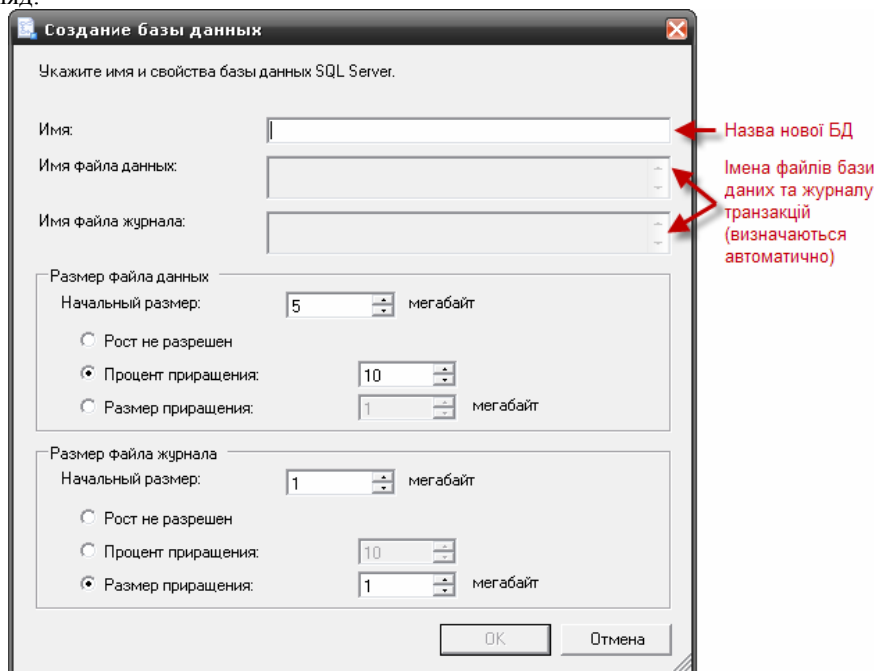 яд:
Создание базы данных
Укажите имя и свойства базы данных SQL Server.
Имя:
Назва нової БД
Имя файла данных:
Імена файлів бази
даних та журналу
транзакцій
(визначаються
автоматично)
Имя файла журнала:
Размер файла данных
Начальный размер: 5 мегабайт
Рост не разрешен
Процент приращения: 10
Размер приращения: 1 мегабайт
Размер файла журнала
Начальный размер: 1 мегабайт
Рост не разрешен
Процент приращения: 10
Размер приращения: 1 мегабайт
OK Отмена